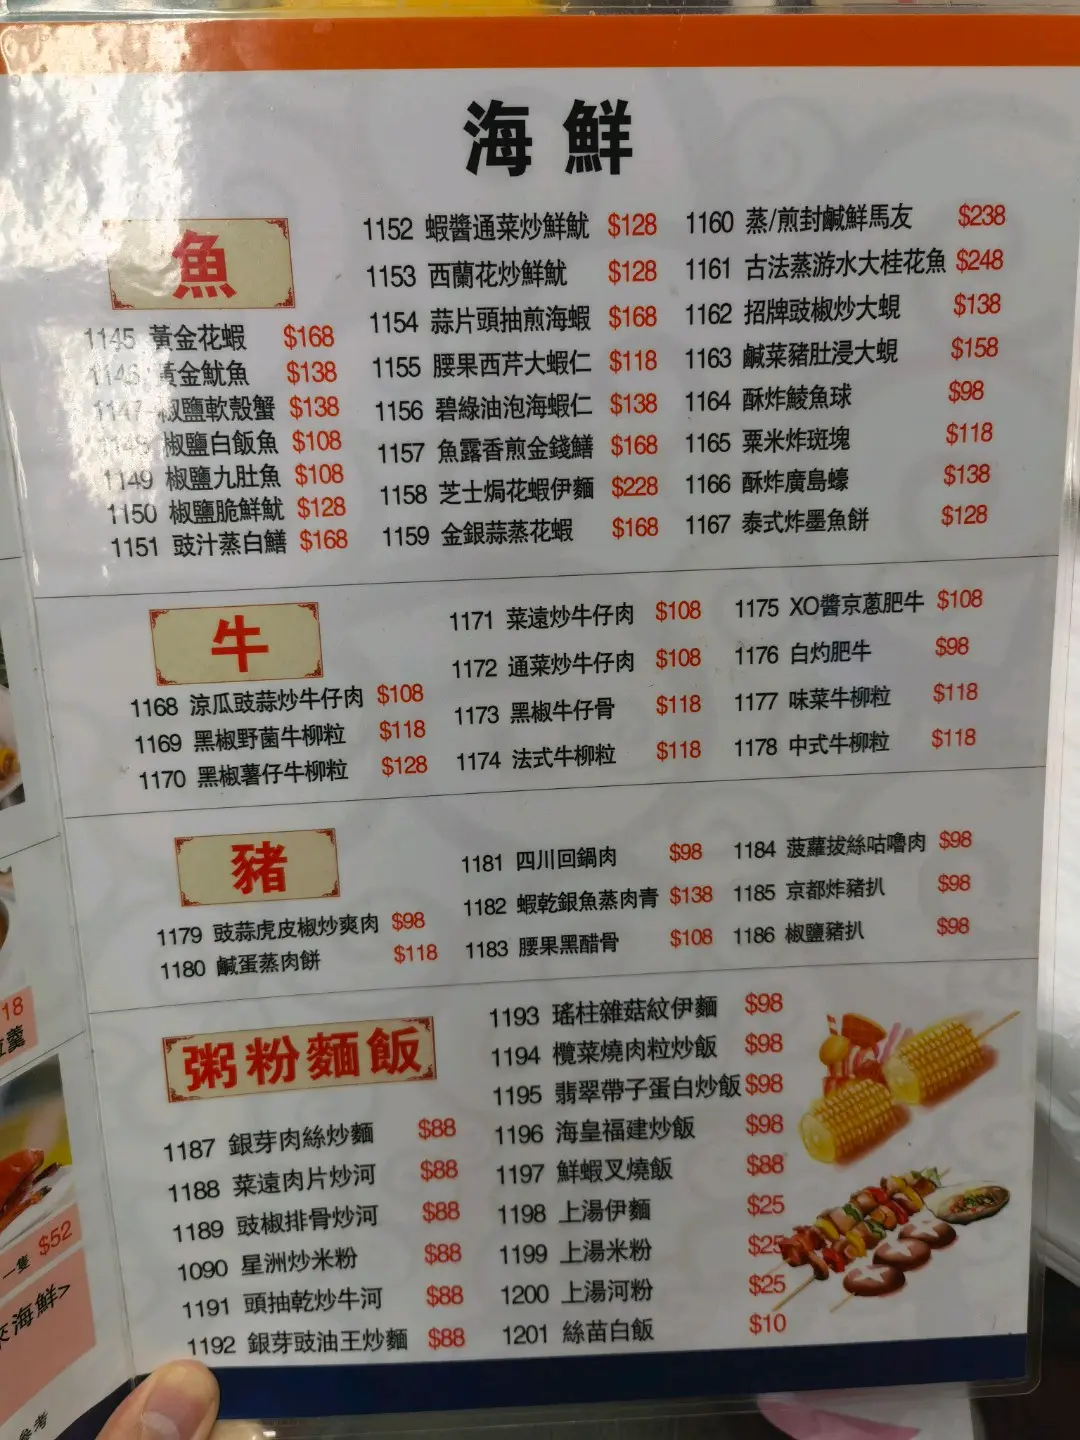 海鮮
魚
1145 黃金花蝦 $168
1146 黃金魷魚 $138
1147 椒鹽軟殼蟹 $138
1148 椒鹽白飯魚 $108
1149 椒鹽九肚魚 $108
1150 椒鹽脆鮮魷 $128
1151 豉汁蒸白鱔 $168
1152 蝦醬通菜炒鮮魷 $128
1153 西蘭花炒鮮魷 $128
1154 蒜片頭抽煎海蝦 $168
1155 腰果西芹大蝦仁 $118
1156 碧綠油泡海蝦仁 $138
1157 魚露香煎金錢鱔 $168
1158 芝士焗花蝦伊麵 $228
1159 金銀蒜蒸花蝦 $168
1160 蒸/煎封鹹鮮馬友 $238
1161 古法蒸游水大桂花魚 $248
1162 招牌豉椒炒大蜆 $138
1163 鹹菜豬肚浸大蜆 $158
1164 酥炸鯪魚球 $98
1165 粟米炸斑塊 $118
1166 酥炸廣島蠔 $138
1167 泰式炸墨魚餅 $128
牛
1168 涼瓜豉蒜炒牛仔肉 $108
1169 黑椒野菌牛柳粒 $118
1170 黑椒薯仔牛柳粒 $128
1171 菜遠炒牛仔肉 $108
1172 通菜炒牛仔肉 $108
1173 黑椒牛仔骨 $118
1174 法式牛柳粒 $118
1175 XO醬京蔥肥牛 $108
1176 白灼肥牛 $98
1177 味菜牛柳粒 $118
1178 中式牛柳粒 $118
豬
1179 豉蒜虎皮椒炒爽肉 $98
1180 鹹蛋蒸肉餅 $118
1181 四川回鍋肉 $98
1182 蝦乾銀魚蒸肉青 $138
1183 腰果黑醋骨 $108
1184 菠蘿拔絲咕嚕肉 $98
1185 京都炸豬扒 $98
1186 椒鹽豬扒 $98
粥粉麵飯
1187 銀芽肉絲炒麵 $88
1188 菜遠肉片炒河 $88
1189 豉椒排骨炒河 $88
1090 星洲炒米粉 $88
1191 頭抽乾炒牛河 $88
1192 銀芽豉油王炒麵 $88
1193 瑤柱雜菇紋伊麵 $98
1194 欖菜燒肉粒炒飯 $98
1195 翡翠帶子蛋白炒飯 $98
1196 海皇福建炒飯 $98
1197 鮮蝦叉燒飯 $88
1198 上湯伊麵 $25
1199 上湯米粉 $25
1200 上湯河粉 $25
1201 絲苗白飯 $10
18
羹
一隻 $52
海鮮>
參考